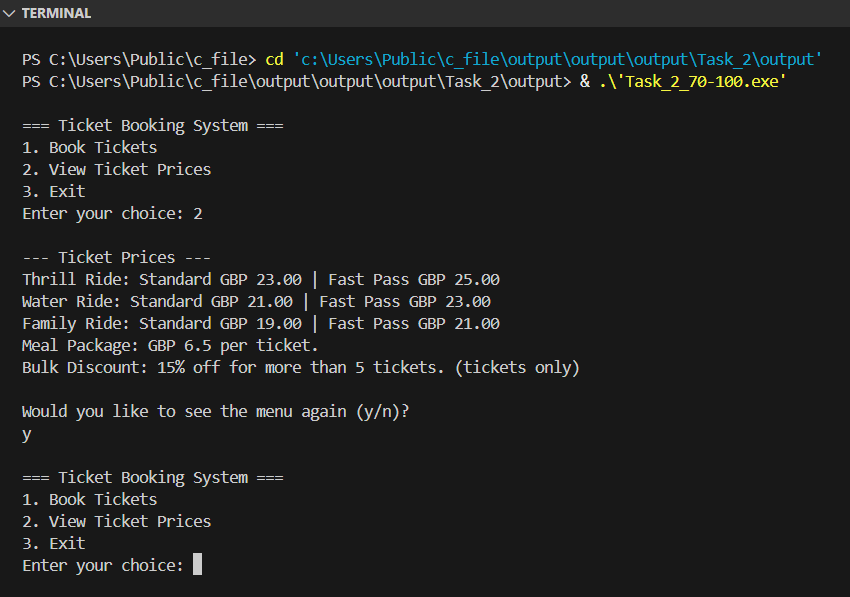 TERMINAL
PS C:\Users\Public\c_file> cd 'c:\Users\Public\c_file\output\output\output\Task_2\output'
PS C:\Users\Public\c_file\output\output\output\Task_2\output> & .\'Task_2_70-100.exe'
=== Ticket Booking System ===
1. Book Tickets
2. View Ticket Prices
3. Exit
Enter your choice: 2
--- Ticket Prices ---
Thrill Ride: Standard GBP 23.00 | Fast Pass GBP 25.00
Water Ride: Standard GBP 21.00 | Fast Pass GBP 23.00
Family Ride: Standard GBP 19.00 | Fast Pass GBP 21.00
Meal Package: GBP 6.5 per ticket.
Bulk Discount: 15% off for more than 5 tickets. (tickets only)
Would you like to see the menu again (y/n)?
y
=== Ticket Booking System ===
1. Book Tickets
2. View Ticket Prices
3. Exit
Enter your choice: